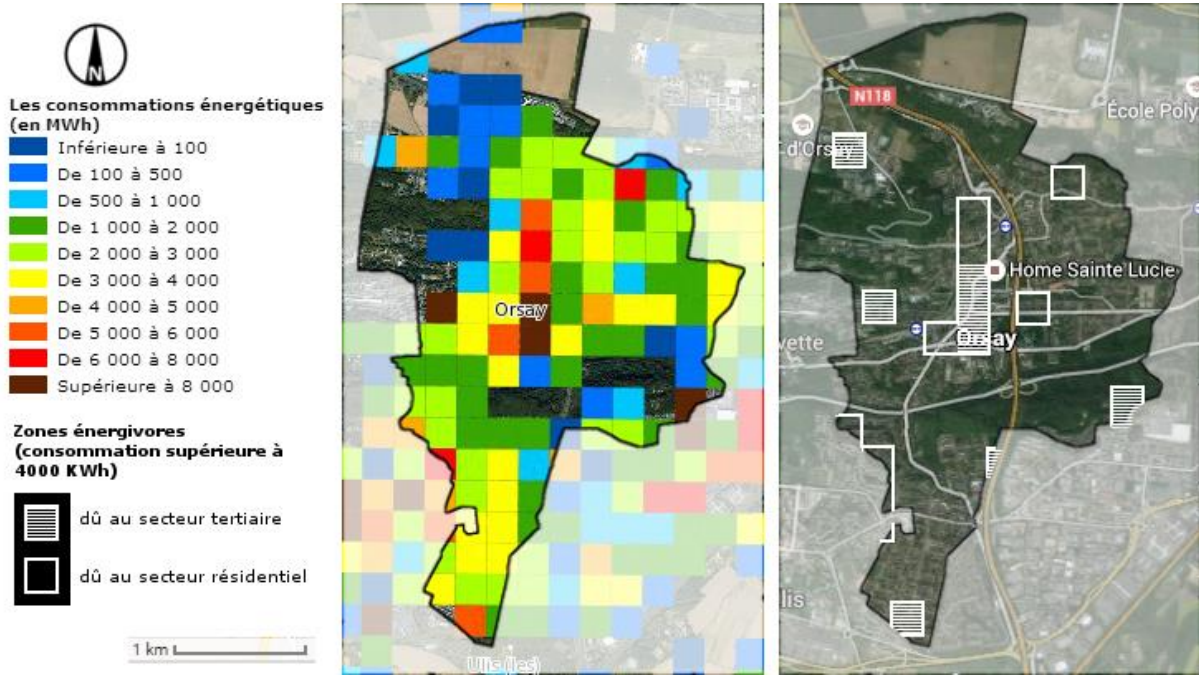 N
Les consommations énergétiques
(en MWh)
Inférieure à 100
De 100 à 500
De 500 à 1 000
De 1 000 à 2 000
De 2 000 à 3 000
De 3 000 à 4 000
De 4 000 à 5 000
De 5 000 à 6 000
De 6 000 à 8 000
Supérieure à 8 000
Zones énergivores
(consommation supérieure à
4000 KWh)
dû au secteur tertiaire
dû au secteur résidentiel
1 km
Orsay
Ulis (les)
N118
École Poly
d'Orsay
Home Sainte Lucie
Orsay
vette
lis